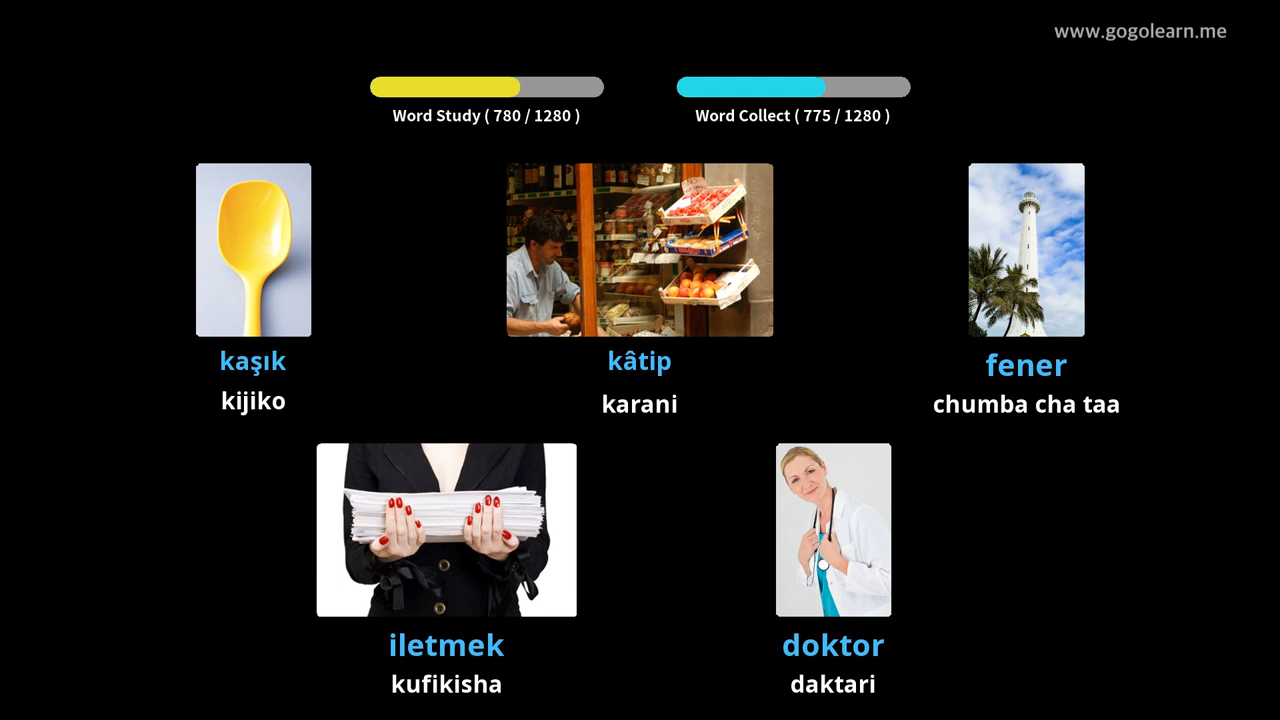 www.gogolearn.me
Word Study ( 780 / 1280 )
Word Collect ( 775 / 1280 )
kaşık
kijiko
kâtip
karani
fener
chumba cha taa
iletmek
kufikisha
doktor
daktari